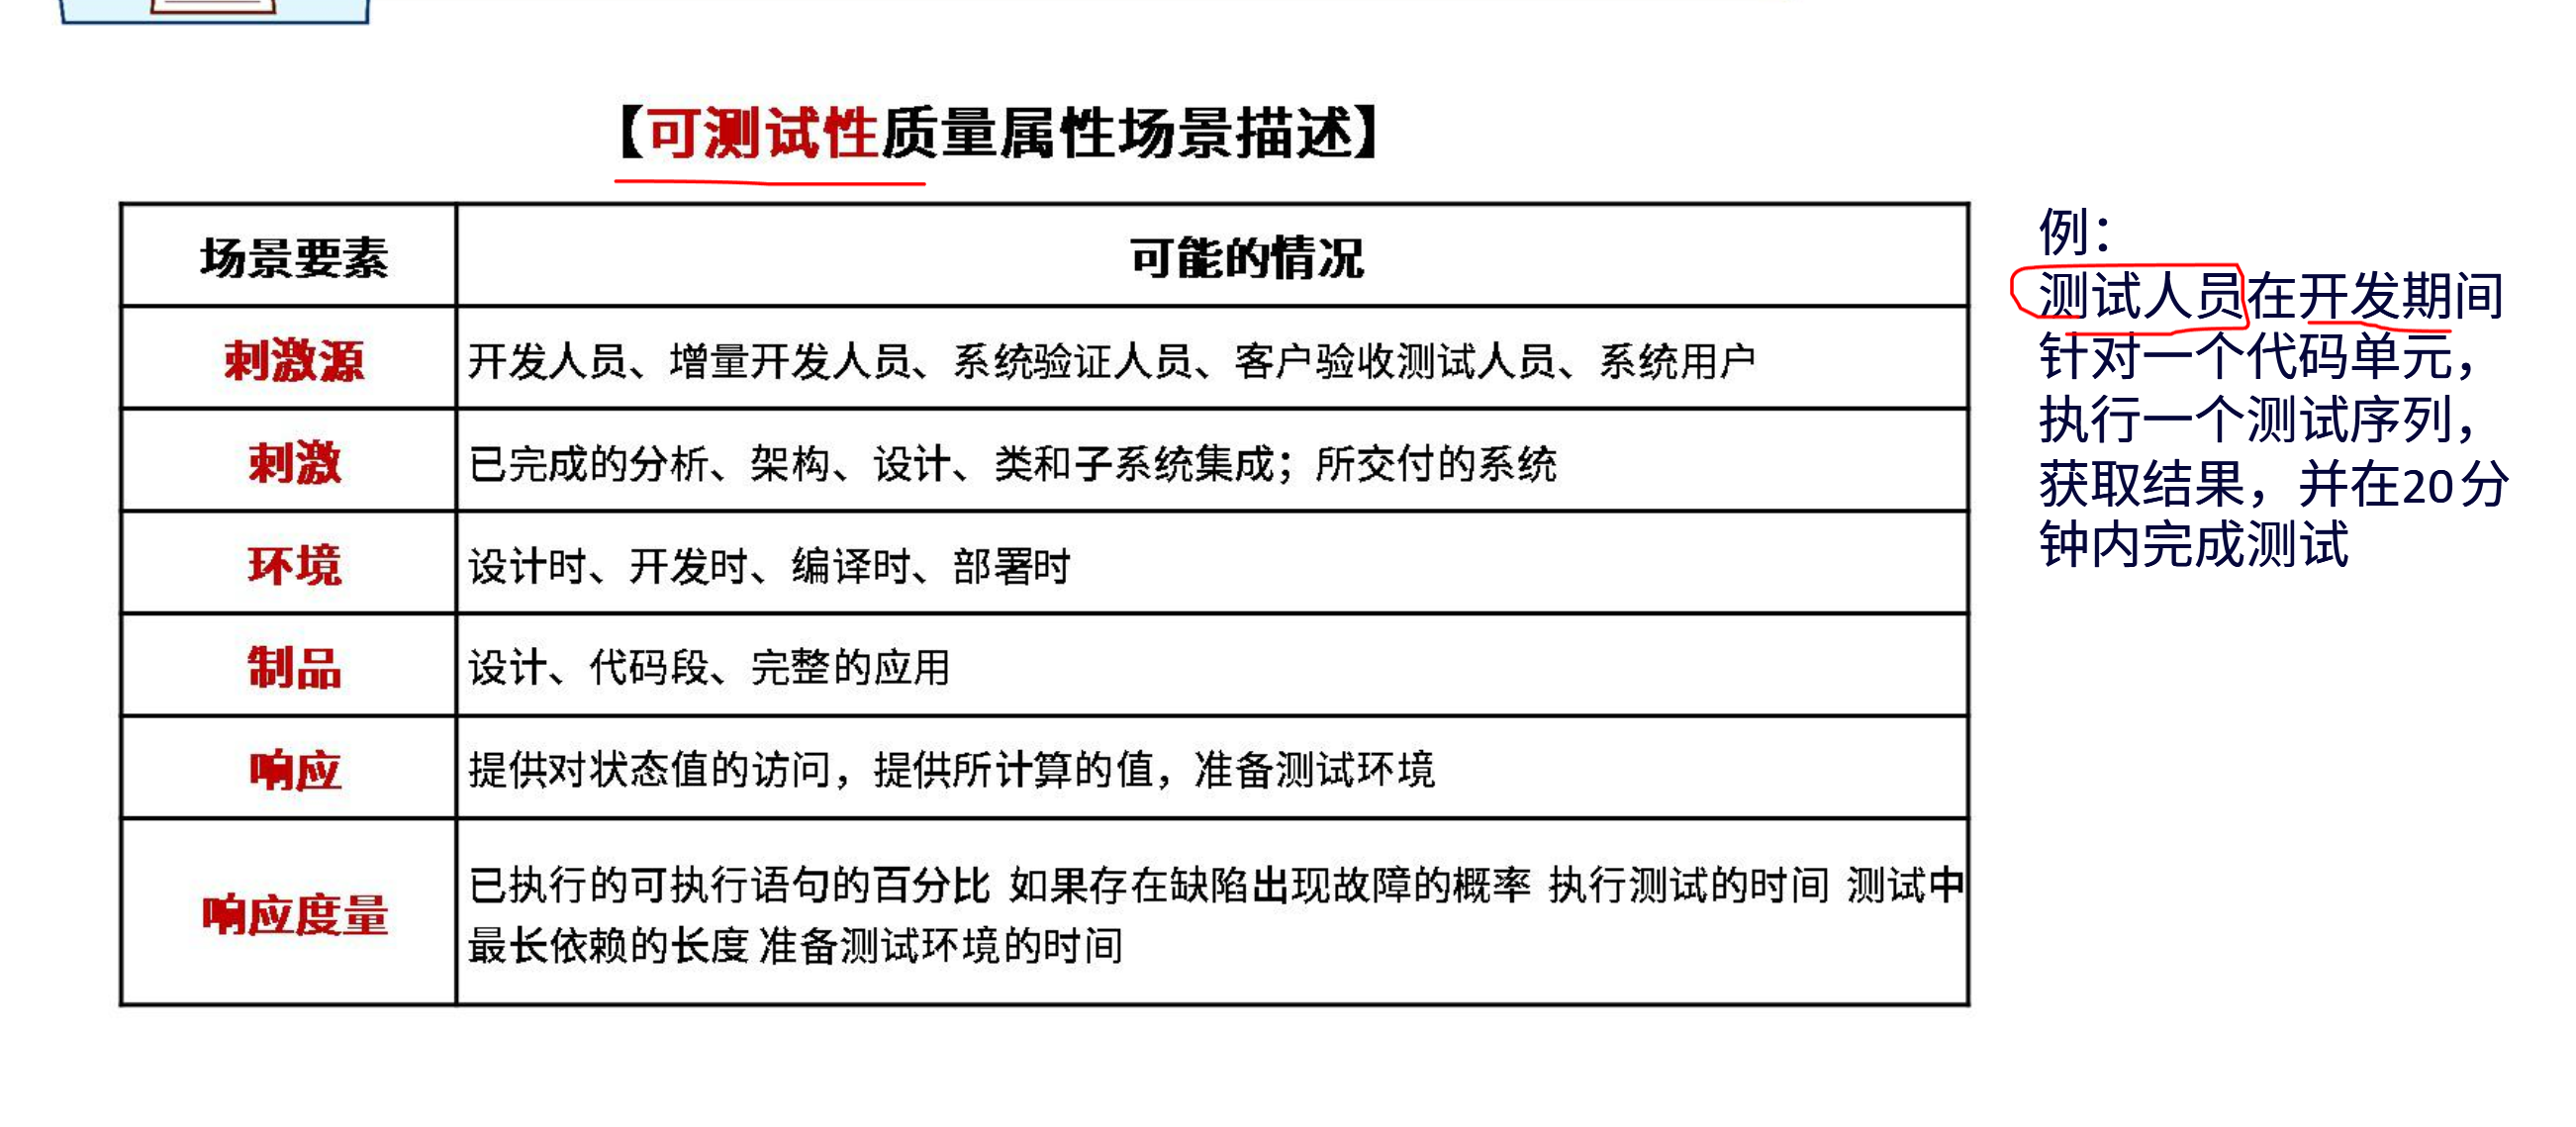 【可测试性质量属性场景描述】
场景要素 可能的情况
刺激源 开发人员、增量开发人员、系统验证人员、客户验收测试人员、系统用户
刺激 已完成的分析、架构、设计、类和子系统集成；所交付的系统
环境 设计时、开发时、编译时、部署时
制品 设计、代码段、完整的应用
响应 提供对状态值的访问，提供所计算的值，准备测试环境
响应度量 已执行的可执行语句的百分比 如果存在缺陷出现故障的概率 执行测试的时间 测试中
最长依赖的长度 准备测试环境的时间
例：
测试人员在开发期间
针对一个代码单元，
执行一个测试序列，
获取结果，并在20分
钟内完成测试